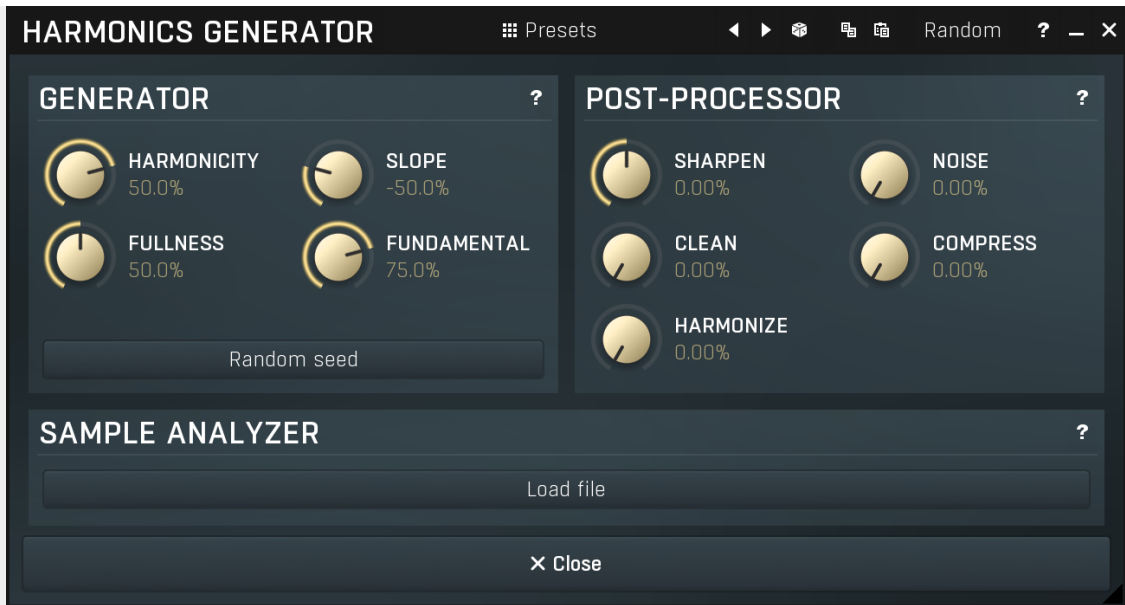 HARMONICS GENERATOR Presets Random ?
GENERATOR ?
HARMONICITY
50.0%
SLOPE
-50.0%
FULLNESS
50.0%
FUNDAMENTAL
75.0%
Random seed
POST-PROCESSOR ?
SHARPEN
0.00%
NOISE
0.00%
CLEAN
0.00%
COMPRESS
0.00%
HARMONIZE
0.00%
SAMPLE ANALYZER ?
Load file
Close